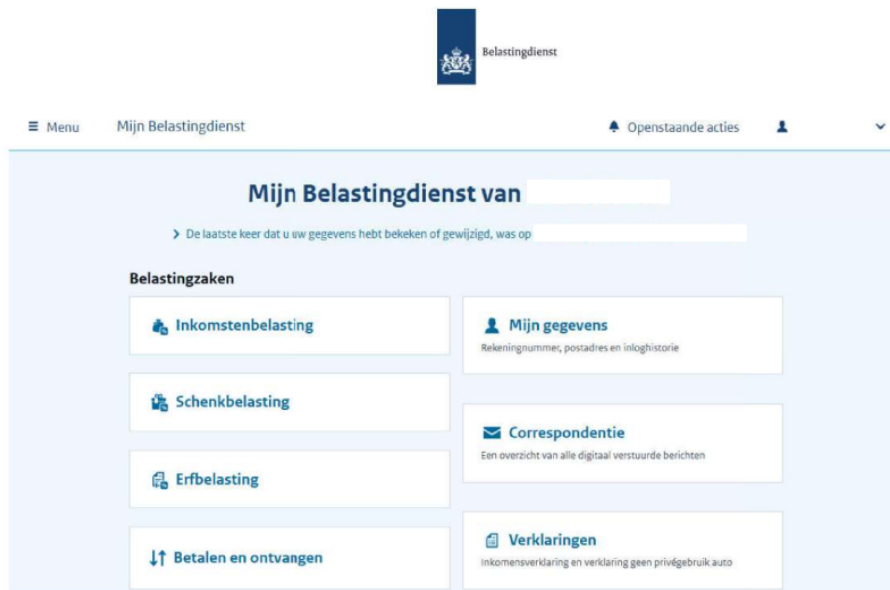 Belastingdienst
Menu
Mijn Belastingdienst
Openstaande acties
Mijn Belastingdienst van
De laatste keer dat u uw gegevens hebt bekeken of gewijzigd, was op
Belastingzaken
Inkomstenbelasting
Schenkbelasting
Erfbelasting
Betalen en ontvangen
Mijn gegevens
Rekeningnummer, postadres en inloghistorie
Correspondentie
Een overzicht van alle digitaal verstuurde berichten
Verklaringen
Inkomensverklaring en verklaring geen privégebruik auto